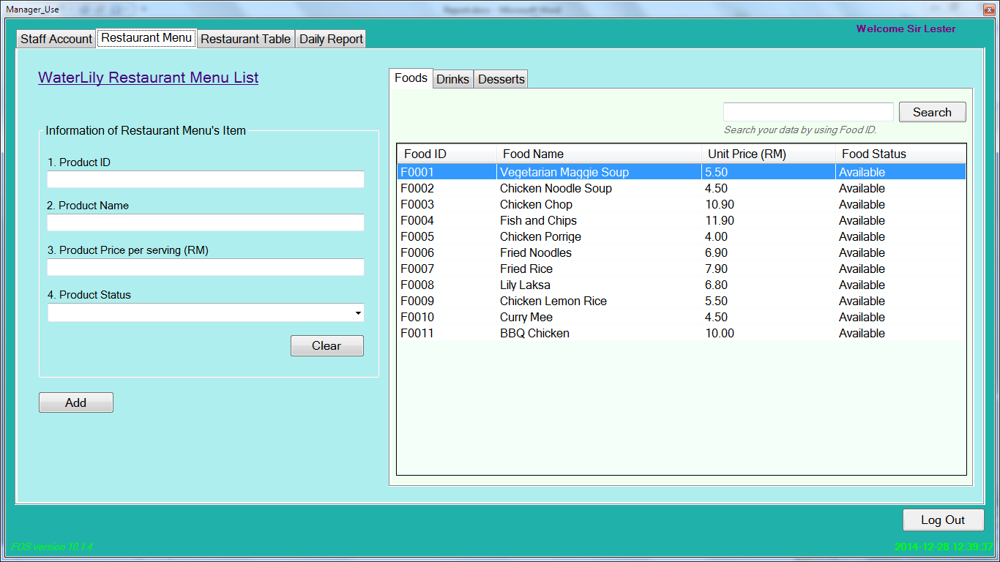 Manager_Use
Report.docx - Microsoft Word
Welcome Sir Lester
Staff Account Restaurant Menu Restaurant Table Daily Report
WaterLily Restaurant Menu List
Information of Restaurant Menu's Item
1. Product ID
2. Product Name
3. Product Price per serving (RM)
4. Product Status
Clear
Add
Foods Drinks Desserts
Search
Search your data by using Food ID.
Food ID Food Name Unit Price (RM) Food Status
F0001 Vegetarian Maggie Soup 5.50 Available
F0002 Chicken Noodle Soup 4.50 Available
F0003 Chicken Chop 10.90 Available
F0004 Fish and Chips 11.90 Available
F0005 Chicken Porrige 4.00 Available
F0006 Fried Noodles 6.90 Available
F0007 Fried Rice 7.90 Available
F0008 Lily Laksa 6.80 Available
F0009 Chicken Lemon Rice 5.50 Available
F0010 Curry Mee 4.50 Available
F0011 BBQ Chicken 10.00 Available
Log Out
FOS version 10.1.4
2014-12-28 12:39:37